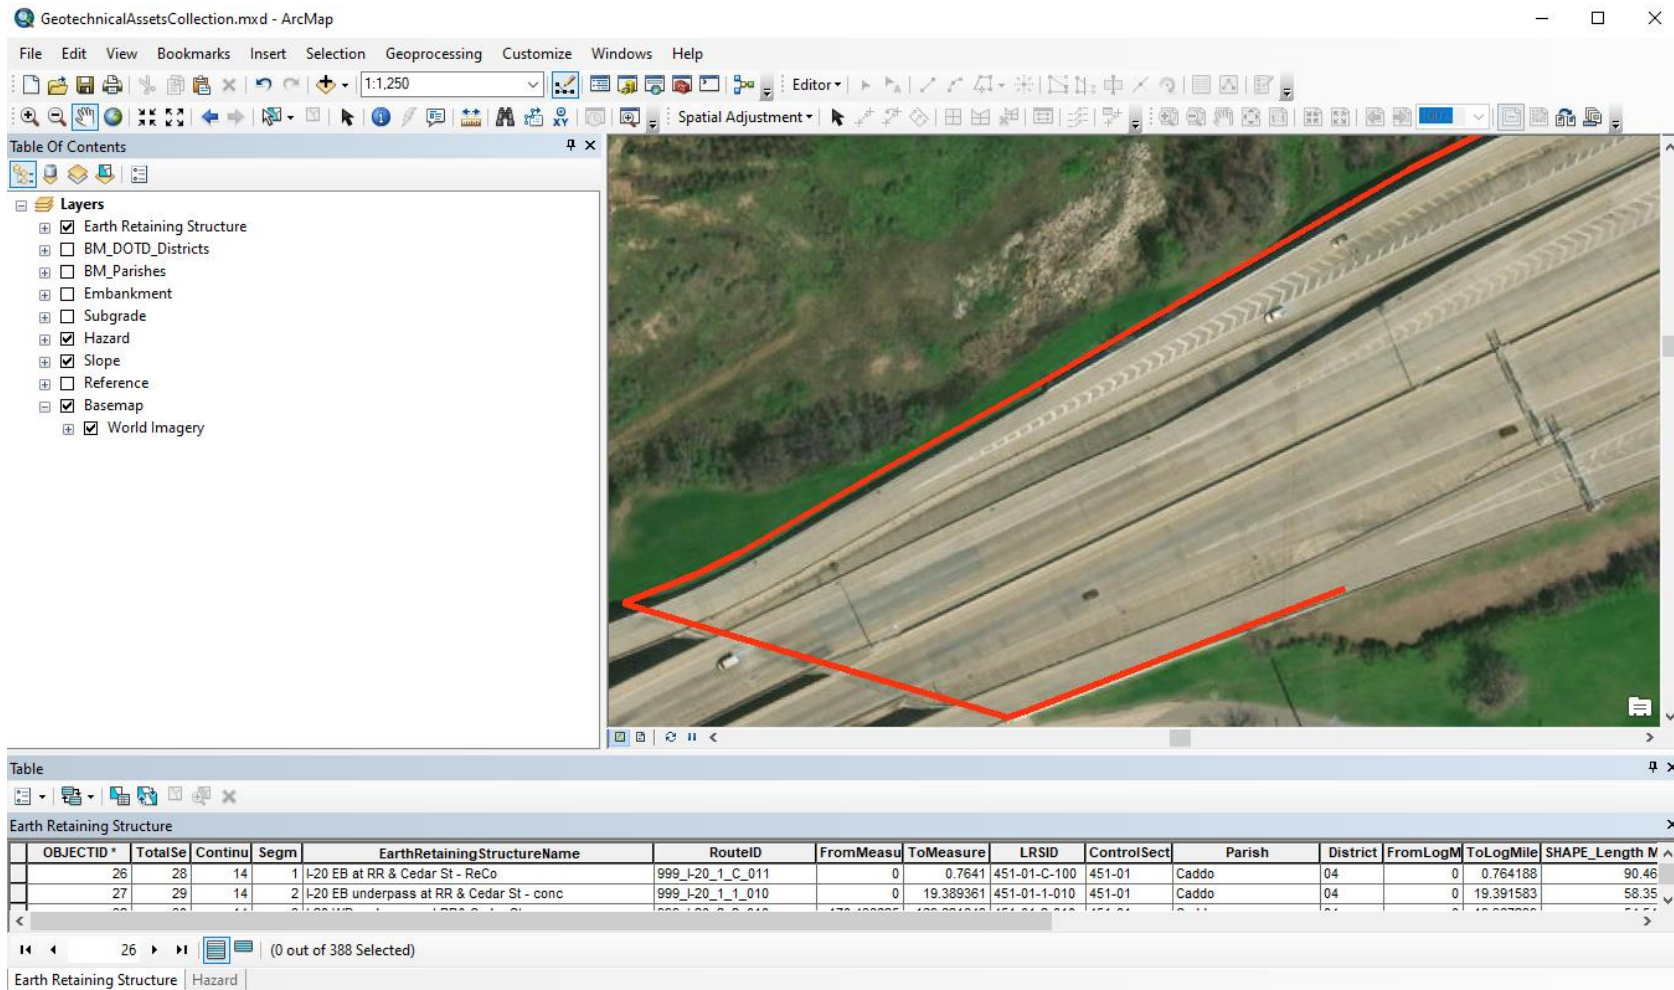 GeotechnicalAssetsCollection.mxd - ArcMap
File Edit View Bookmarks Insert Selection Geoprocessing Customize Windows Help
1:1,250 Editor
Spatial Adjustment 100%
Table Of Contents
Layers
Earth Retaining Structure
BM_DOTD_Districts
BM_Parishes
Embankment
Subgrade
Hazard
Slope
Reference
Basemap
World Imagery
Table
Earth Retaining Structure
OBJECTID * TotalSe Continu Segm EarthRetainingStructureName RouteID FromMeasu ToMeasure LRSID ControlSect Parish District FromLogM ToLogMile SHAPE_Length M
26 28 14 1 I-20 EB at RR & Cedar St - ReCo 999_I-20_1_C_011 0 0.7641 451-01-C-100 451-01 Caddo 04 0 0.764188 90.46
27 29 14 2 I-20 EB underpass at RR & Cedar St - conc 999_I-20_1_1_010 0 19.389361 451-01-1-010 451-01 Caddo 04 0 19.391583 58.35
26 (0 out of 388 Selected)
Earth Retaining Structure Hazard